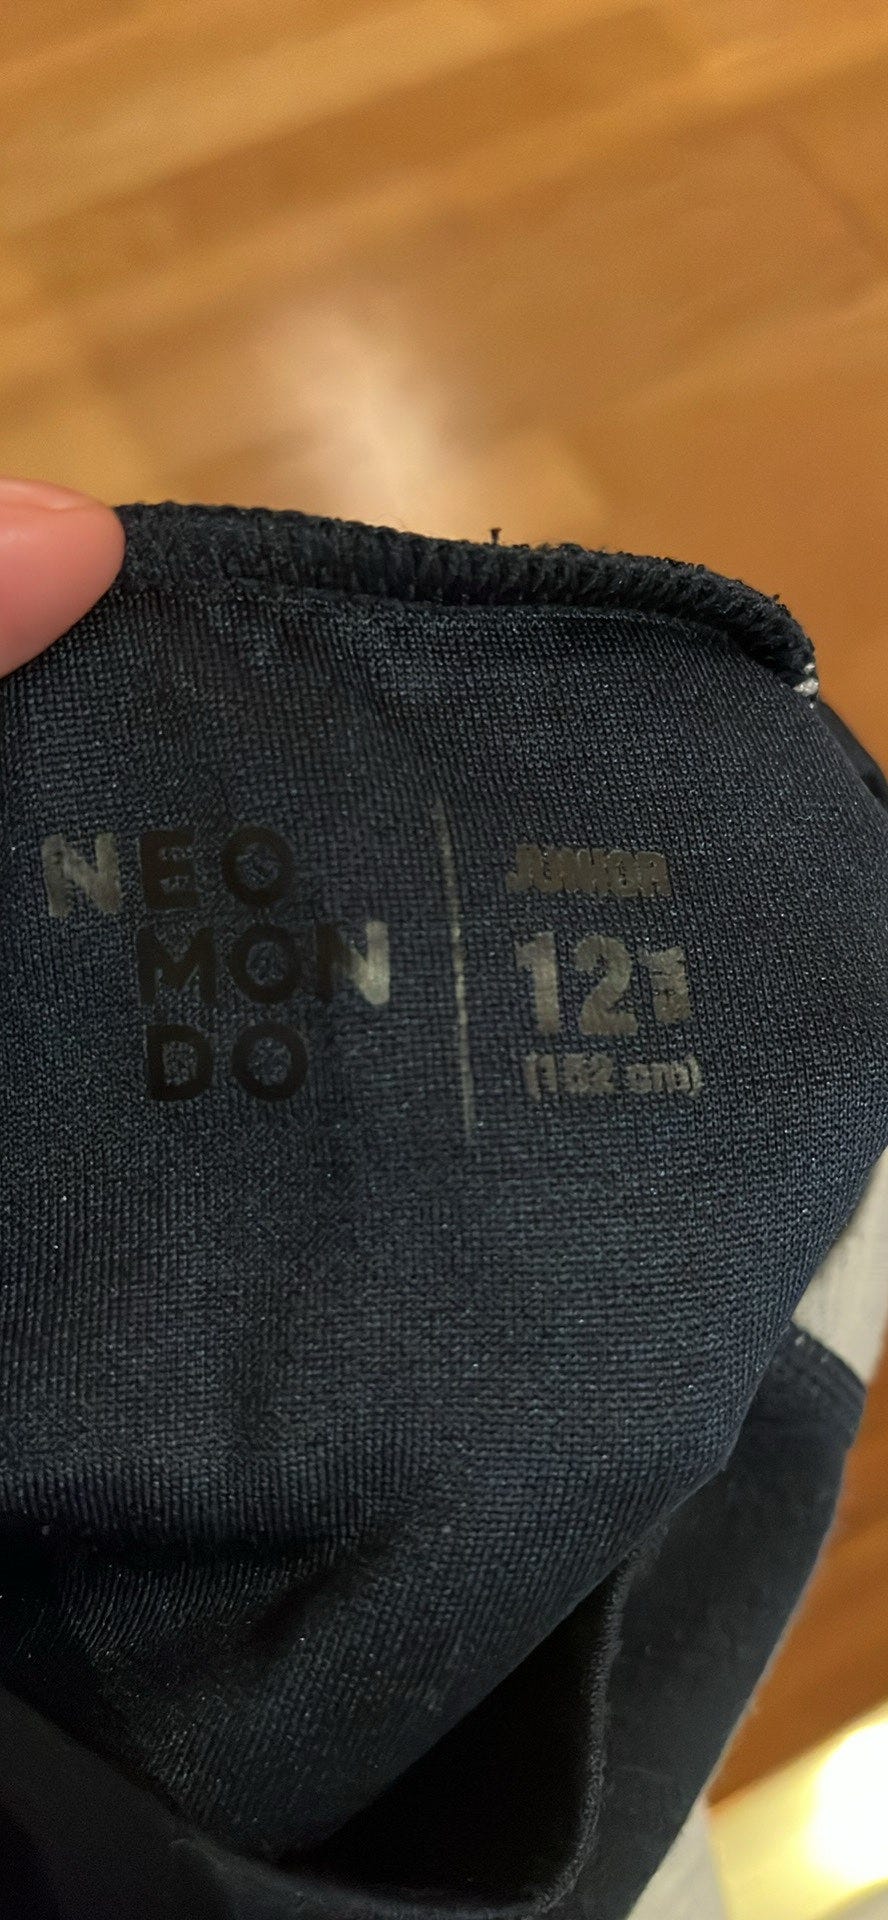 NEO
MON
DO
JUNIOR
12
(152 cm)